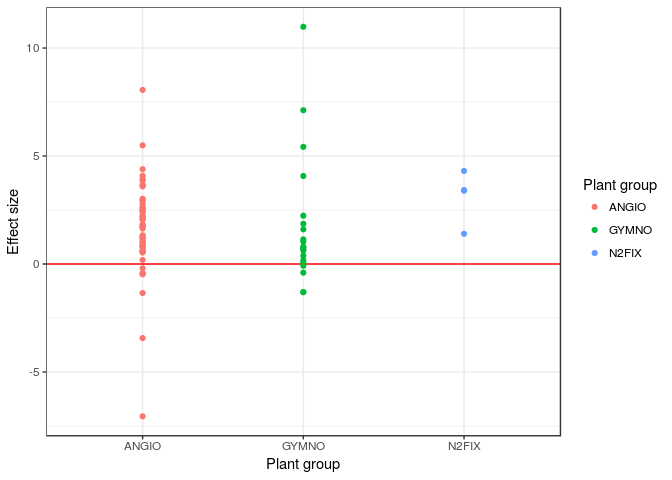 10
5
0
-5
Effect size
ANGIO
GYMNO
N2FIX
Plant group
Plant group
ANGIO
GYMNO
N2FIX